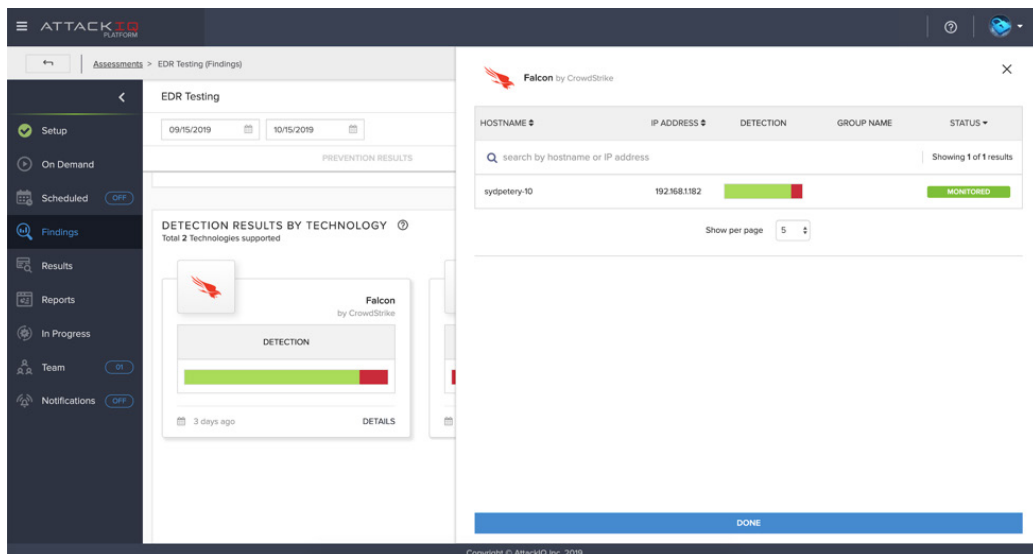 ATTACKIQ
PLATFORM
Assessments > EDR Testing (Findings)
Setup
On Demand
Scheduled OFF
Findings
Results
Reports
In Progress
Team 01
Notifications OFF
EDR Testing
09/15/2019 10/15/2019
PREVENTION RESULTS
DETECTION RESULTS BY TECHNOLOGY
Total 2 Technologies supported
Falcon
by CrowdStrike
DETECTION
3 days ago DETAILS
Falcon by CrowdStrike
HOSTNAME IP ADDRESS DETECTION GROUP NAME STATUS
search by hostname or IP address Showing 1 of 1 results
sydpetery-10 192.168.1.182 MONITORED
Show per page 5
DONE
Copyright © AttackIQ Inc. 2019